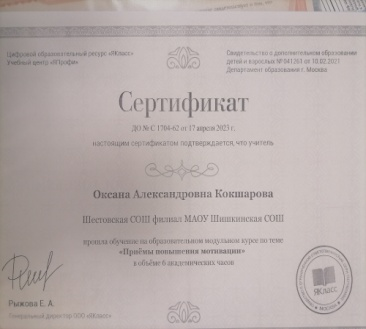 Цифровой образовательный ресурс «ЯКласс»
Учебный центр «ЯПрофи»
Свидетельство о дополнительном образовании
детей и взрослых № 041261 от 10.02.2021
Департамент образования г. Москва
Сертификат
ДО № С 1704-62 от 17 апреля 2023 г.
настоящим сертификатом подтверждается, что учитель
Оксана Александровна Кокшарова
Шестовская СОШ филиал МАОУ Шишкинская СОШ
прошла обучение на образовательном модульном курсе по теме
«Приёмы повышения мотивации»
в объёме 6 академических часов
Рыжова Е. А.
Генеральный директор ООО «ЯКласс»
ЯКласс
МОСКВА